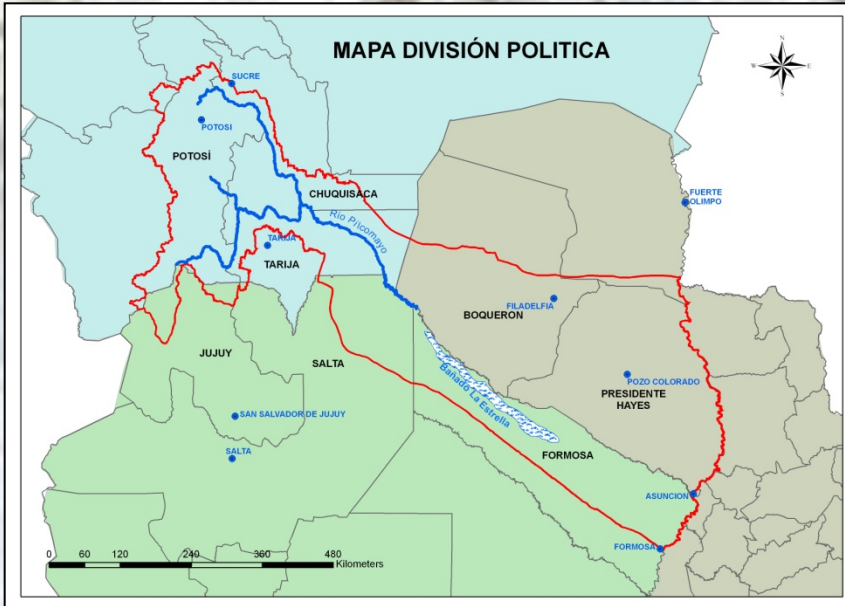 MAPA DIVISIÓN POLITICA
N
W
E
S
SUCRE
POTOSI
POTOSÍ
CHUQUISACA
FUERTE
OLIMPO
Río Pilcomayo
TARIJA
TARIJA
FILADELFIA
BOQUERON
JUJUY
SALTA
Bañado La Estrella
POZO COLORADO
PRESIDENTE
HAYES
SAN SALVADOR DE JUJUY
SALTA
FORMOSA
ASUNCION
FORMOSA
0 60 120 240 360 480
Kilometers